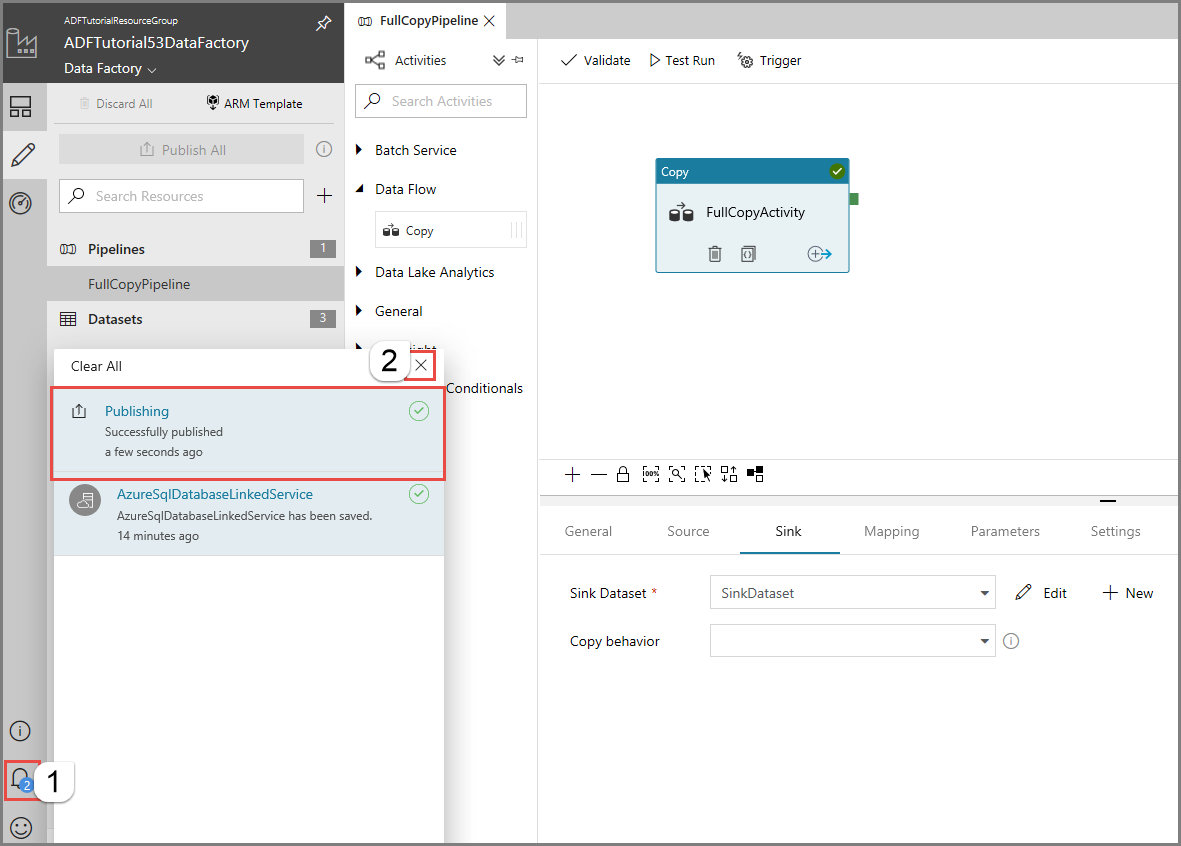 ADFTutorialResourceGroup
ADFTutorial53DataFactory
Data Factory
Discard All
ARM Template
Publish All
Search Resources
Pipelines
1
FullCopyPipeline
Datasets
3
Clear All
2
Publishing
Successfully published
a few seconds ago
AzureSqlDatabaseLinkedService
AzureSqlDatabaseLinkedService has been saved.
14 minutes ago
2
1
FullCopyPipeline
Activities
Search Activities
Batch Service
Data Flow
Copy
Data Lake Analytics
General
Conditionals
Validate
Test Run
Trigger
Copy
FullCopyActivity
100%
General
Source
Sink
Mapping
Parameters
Settings
Sink Dataset *
SinkDataset
Edit
New
Copy behavior